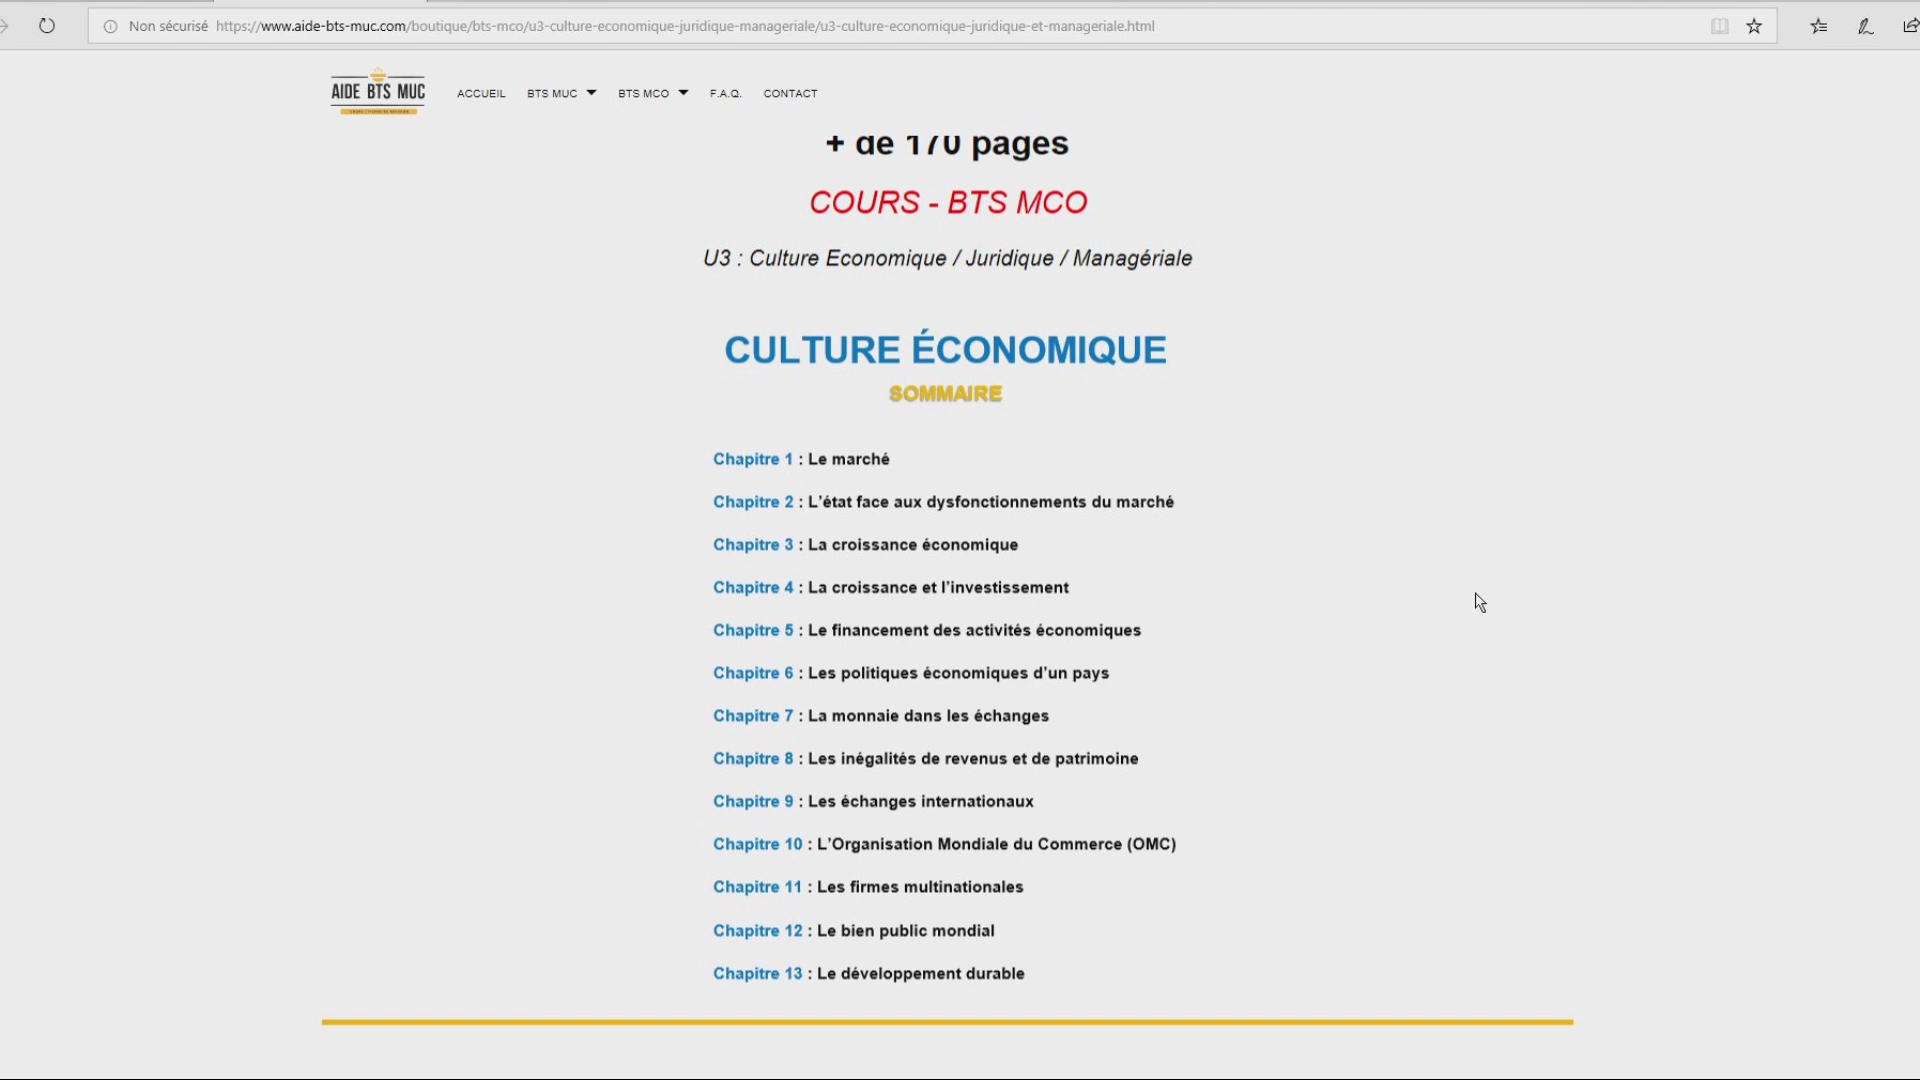 Non sécurisé https://www.aide-bts-muc.com/boutique/bts-mco/u3-culture-economique-juridique-manageriale/u3-culture-economique-juridique-et-manageriale.html
AIDE BTS MUC
ACCUEIL BTS MUC BTS MCO F.A.Q. CONTACT
+ de 170 pages
COURS - BTS MCO
U3 : Culture Economique / Juridique / Managériale
CULTURE ÉCONOMIQUE
SOMMAIRE
Chapitre 1 : Le marché
Chapitre 2 : L’état face aux dysfonctionnements du marché
Chapitre 3 : La croissance économique
Chapitre 4 : La croissance et l’investissement
Chapitre 5 : Le financement des activités économiques
Chapitre 6 : Les politiques économiques d’un pays
Chapitre 7 : La monnaie dans les échanges
Chapitre 8 : Les inégalités de revenus et de patrimoine
Chapitre 9 : Les échanges internationaux
Chapitre 10 : L’Organisation Mondiale du Commerce (OMC)
Chapitre 11 : Les firmes multinationales
Chapitre 12 : Le bien public mondial
Chapitre 13 : Le développement durable